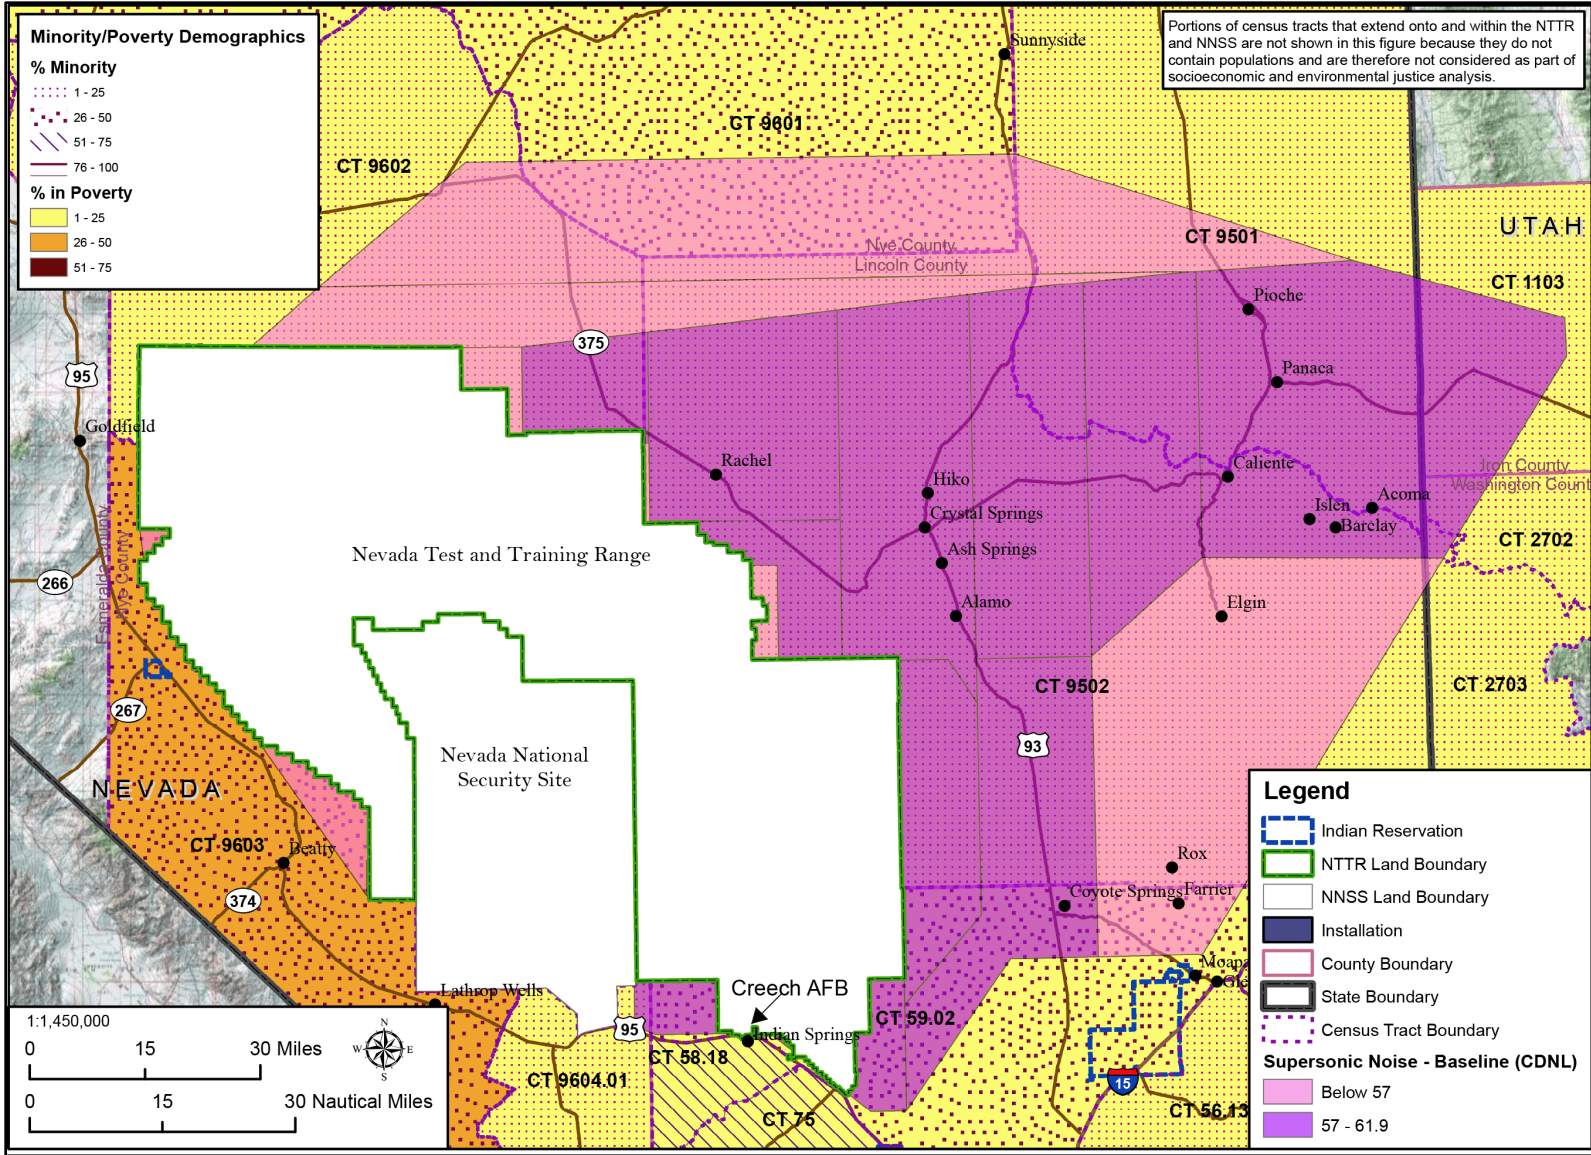 Minority/Poverty Demographics
% Minority
1 - 25
26 - 50
51 - 75
76 - 100
% in Poverty
1 - 25
26 - 50
51 - 75
Portions of census tracts that extend onto and within the NTTR
and NNSS are not shown in this figure because they do not
contain populations and are therefore not considered as part of
socioeconomic and environmental justice analysis.
Sunnyside
CT 9601
CT 9602
UTAH
CT 9501
Nye County
Lincoln County
CT 1103
Pioche
375
95
Panaca
Goldfield
Rachel
Caliente
Iron County
Washington Count
Hiko
Acoma
Islen
Crystal Springs
Barclay
CT 2702
Nevada Test and Training Range
Ash Springs
266
Esmeralda County
Nye County
Alamo
Elgin
CT 9502
CT 2703
267
93
Nevada National
Security Site
NEVADA
CT 9603
Beatty
Rox
374
Coyote Springs
Farrier
Moapa
Gle
Lathrop Wells
Creech AFB
CT 59.02
95
Indian Springs
CT 58.18
CT 9604.01
15
CT 75
CT 56.13
1:1,450,000
N
W
E
S
0 15 30 Miles
0 15 30 Nautical Miles
Legend
Indian Reservation
NTTR Land Boundary
NNSS Land Boundary
Installation
County Boundary
State Boundary
Census Tract Boundary
Supersonic Noise - Baseline (CDNL)
Below 57
57 - 61.9